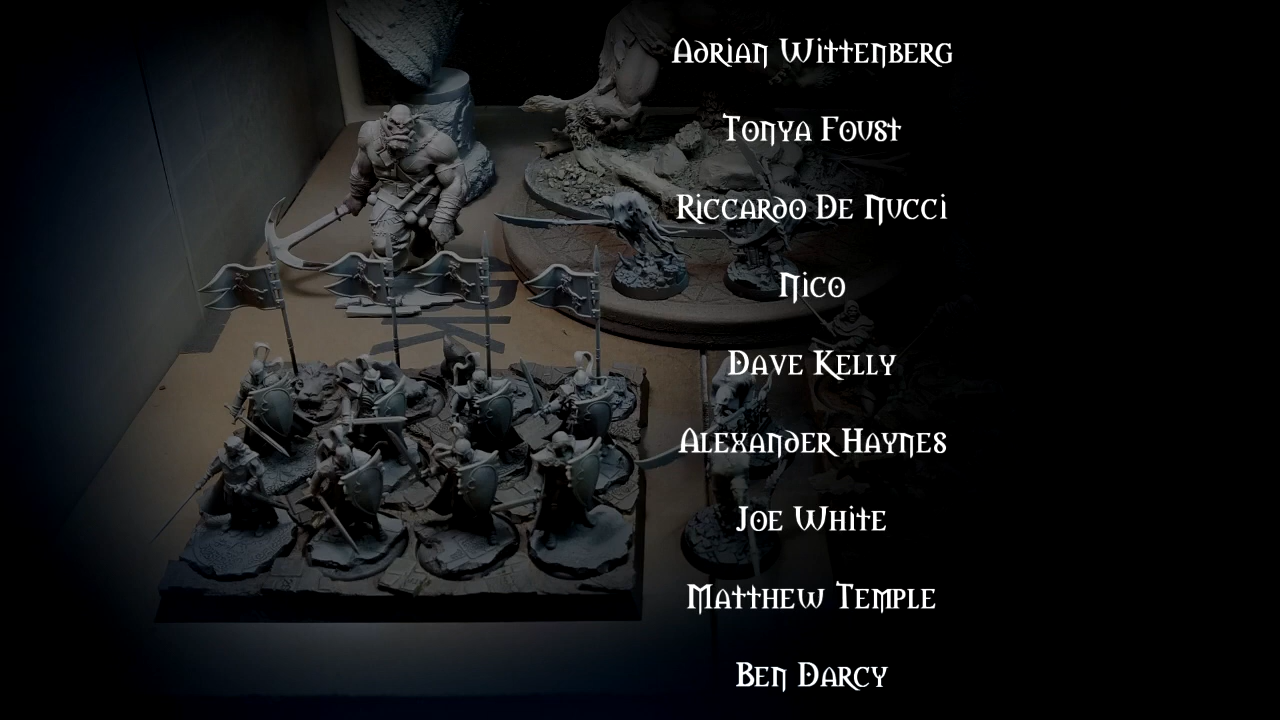 Adrian Wittenberg
Tonya Foust
Riccardo De Nucci
Nico
Dave Kelly
Alexander Haynes
Joe White
Matthew Temple
Ben Darcy